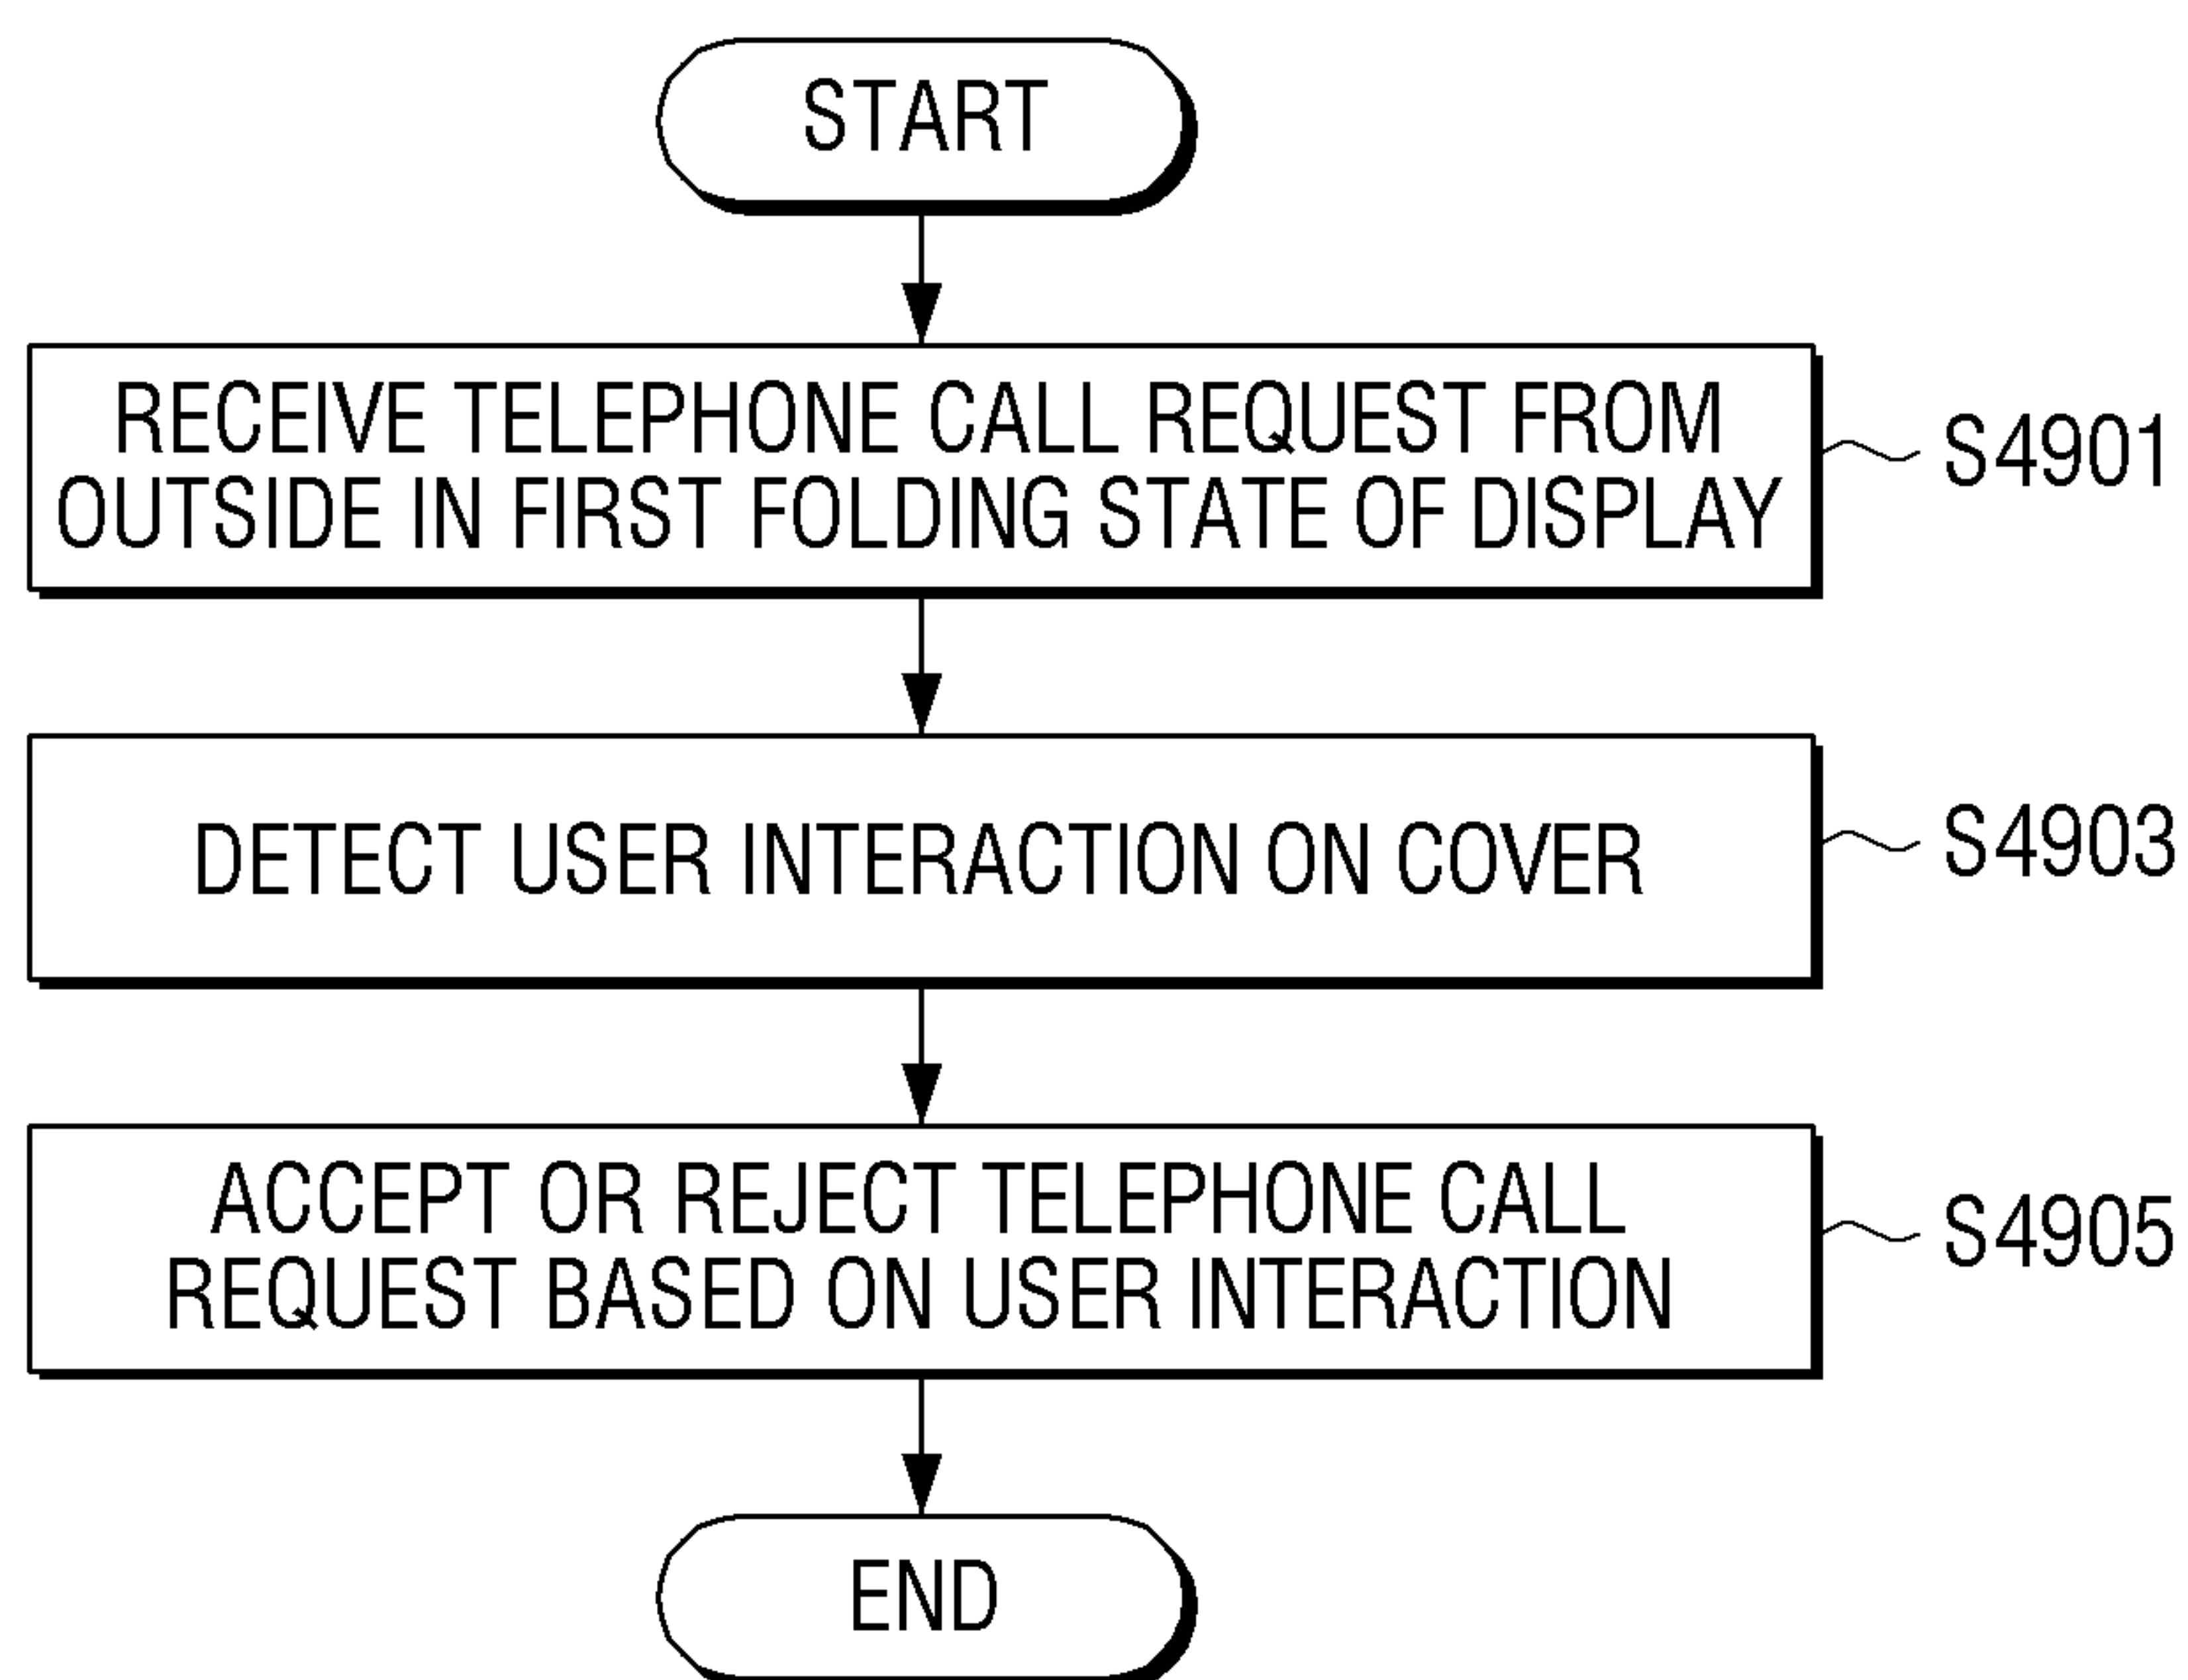 START
RECEIVE TELEPHONE CALL REQUEST FROM
OUTSIDE IN FIRST FOLDING STATE OF DISPLAY
S4901
DETECT USER INTERACTION ON COVER
S4903
ACCEPT OR REJECT TELEPHONE CALL
REQUEST BASED ON USER INTERACTION
S4905
END